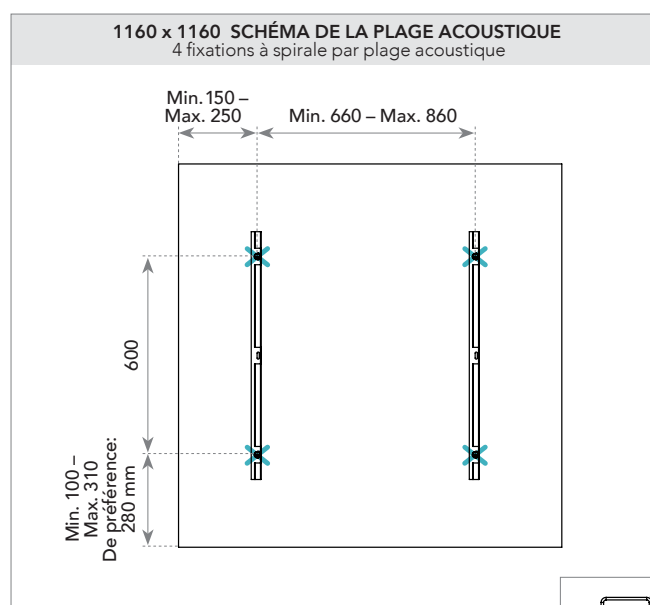 1160 x 1160 SCHÉMA DE LA PLAGE ACOUSTIQUE
4 fixations à spirale par plage acoustique
Min. 150 –
Max. 250
Min. 660 – Max. 860
600
Min. 100 –
Max. 310
De préférence:
280 mm